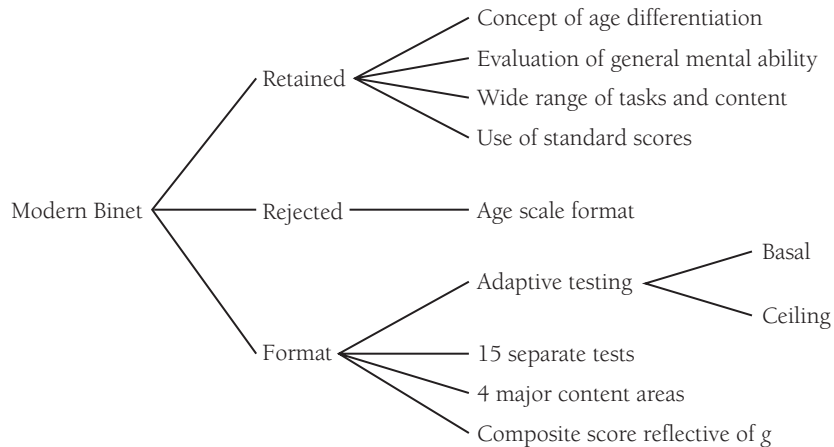 Concept of age differentiation
Evaluation of general mental ability
Retained
Wide range of tasks and content
Use of standard scores
Modern Binet
Rejected
Age scale format
Basal
Adaptive testing
Ceiling
Format
15 separate tests
4 major content areas
Composite score reflective of g